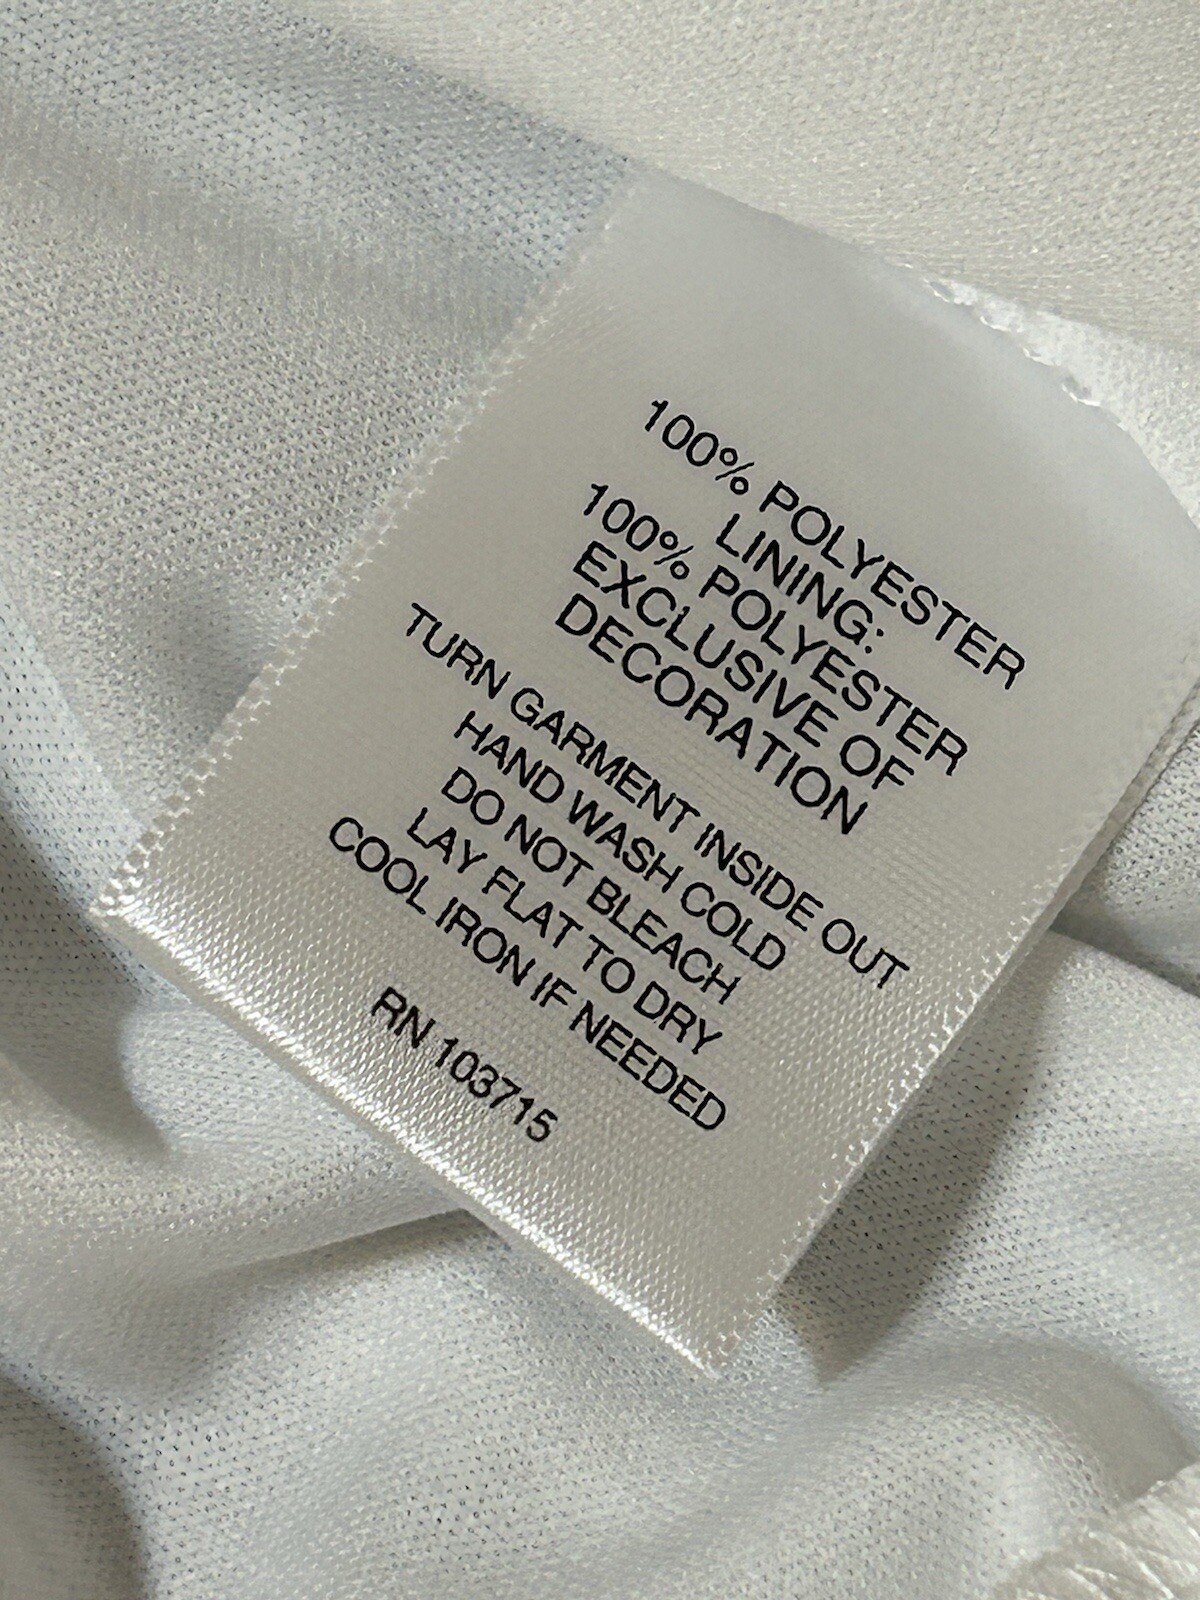 100% POLYESTER
LINING:
100% POLYESTER
EXCLUSIVE OF
DECORATION
TURN GARMENT INSIDE OUT
HAND WASH COLD
DO NOT BLEACH
LAY FLAT TO DRY
COOL IRON IF NEEDED
RN 103715